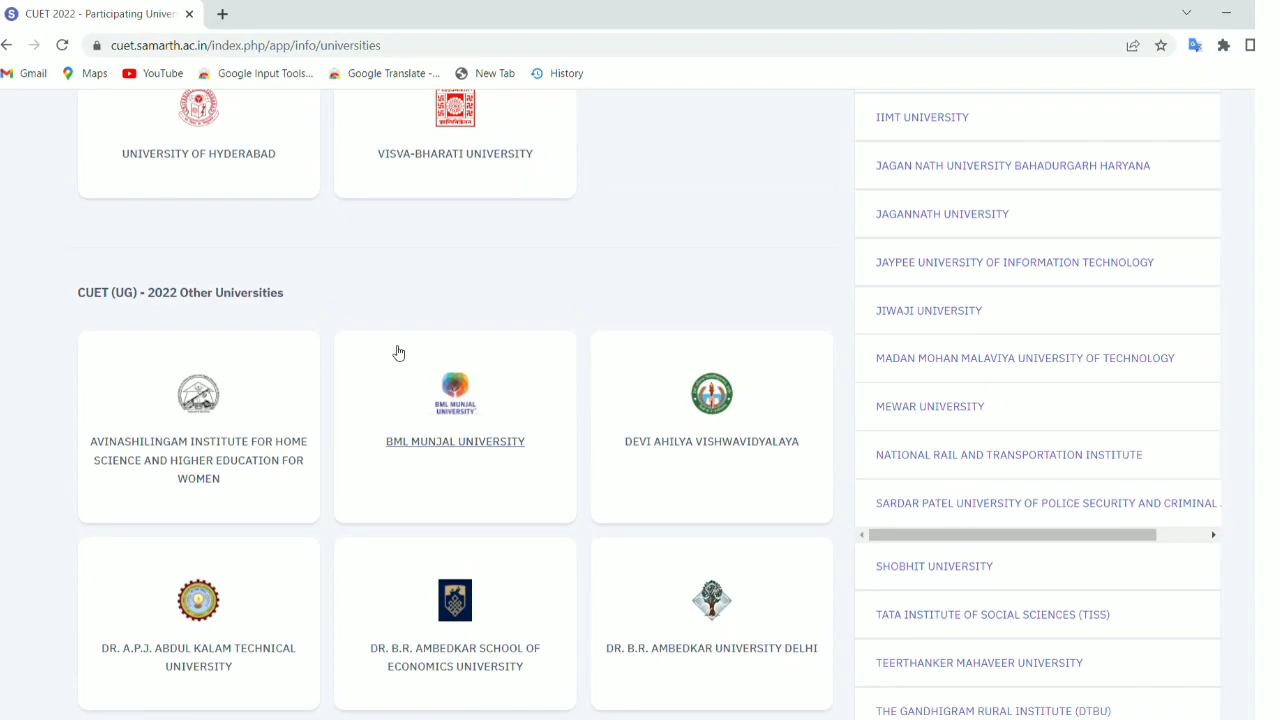 CUET 2022 - Participating Univer
cuet.samarth.ac.in/index.php/app/info/universities
Gmail
Maps
YouTube
Google Input Tools...
Google Translate -...
New Tab
History
UNIVERSITY OF HYDERABAD
VISVA-BHARATI UNIVERSITY
CUET (UG) - 2022 Other Universities
AVINASHILINGAM INSTITUTE FOR HOME
SCIENCE AND HIGHER EDUCATION FOR
WOMEN
BML MUNJAL
UNIVERSITY
BML MUNJAL UNIVERSITY
DEVI AHILYA VISHWAVIDYALAYA
DR. A.P.J. ABDUL KALAM TECHNICAL
UNIVERSITY
DR. B.R. AMBEDKAR SCHOOL OF
ECONOMICS UNIVERSITY
DR. B.R. AMBEDKAR UNIVERSITY DELHI
IIMT UNIVERSITY
JAGAN NATH UNIVERSITY BAHADURGARH HARYANA
JAGANNATH UNIVERSITY
JAYPEE UNIVERSITY OF INFORMATION TECHNOLOGY
JIWAJI UNIVERSITY
MADAN MOHAN MALAVIYA UNIVERSITY OF TECHNOLOGY
MEWAR UNIVERSITY
NATIONAL RAIL AND TRANSPORTATION INSTITUTE
SARDAR PATEL UNIVERSITY OF POLICE SECURITY AND CRIMINAL
SHOBHIT UNIVERSITY
TATA INSTITUTE OF SOCIAL SCIENCES (TISS)
TEERTHANKER MAHAVEER UNIVERSITY
THE GANDHIGRAM RURAL INSTITUTE (DTBU)